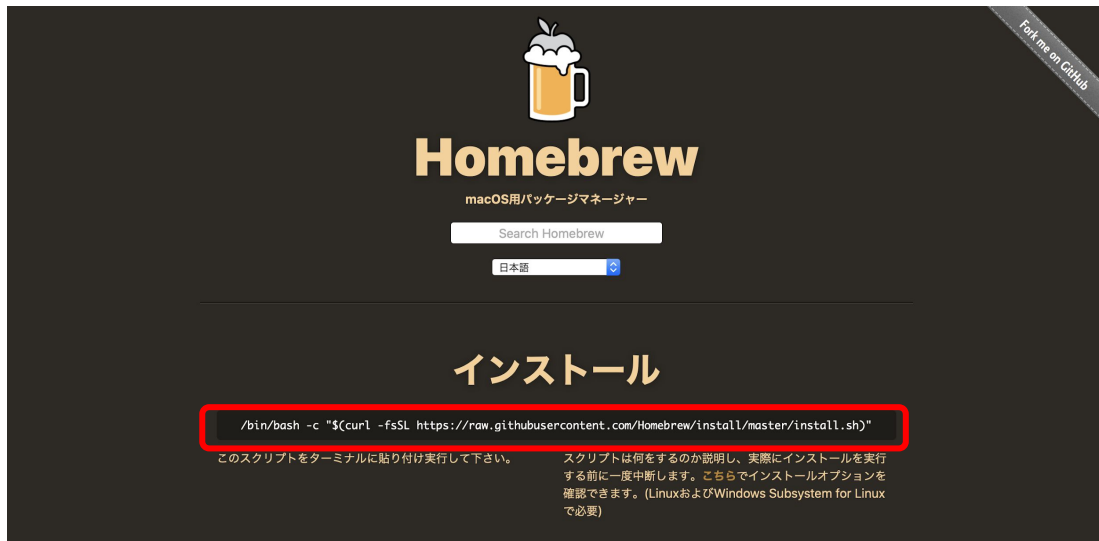 Fork me on GitHub
Homebrew
macOS用パッケージマネージャー
Search Homebrew
日本語
インストール
/bin/bash -c "$(curl -fsSL https://raw.githubusercontent.com/Homebrew/install/master/install.sh)"
このスクリプトをターミナルに貼り付け実行して下さい。
スクリプトは何をするのか説明し、実際にインストールを実行
する前に一度中断します。こちらでインストールオプションを
確認できます。(LinuxおよびWindows Subsystem for Linux
で必要)